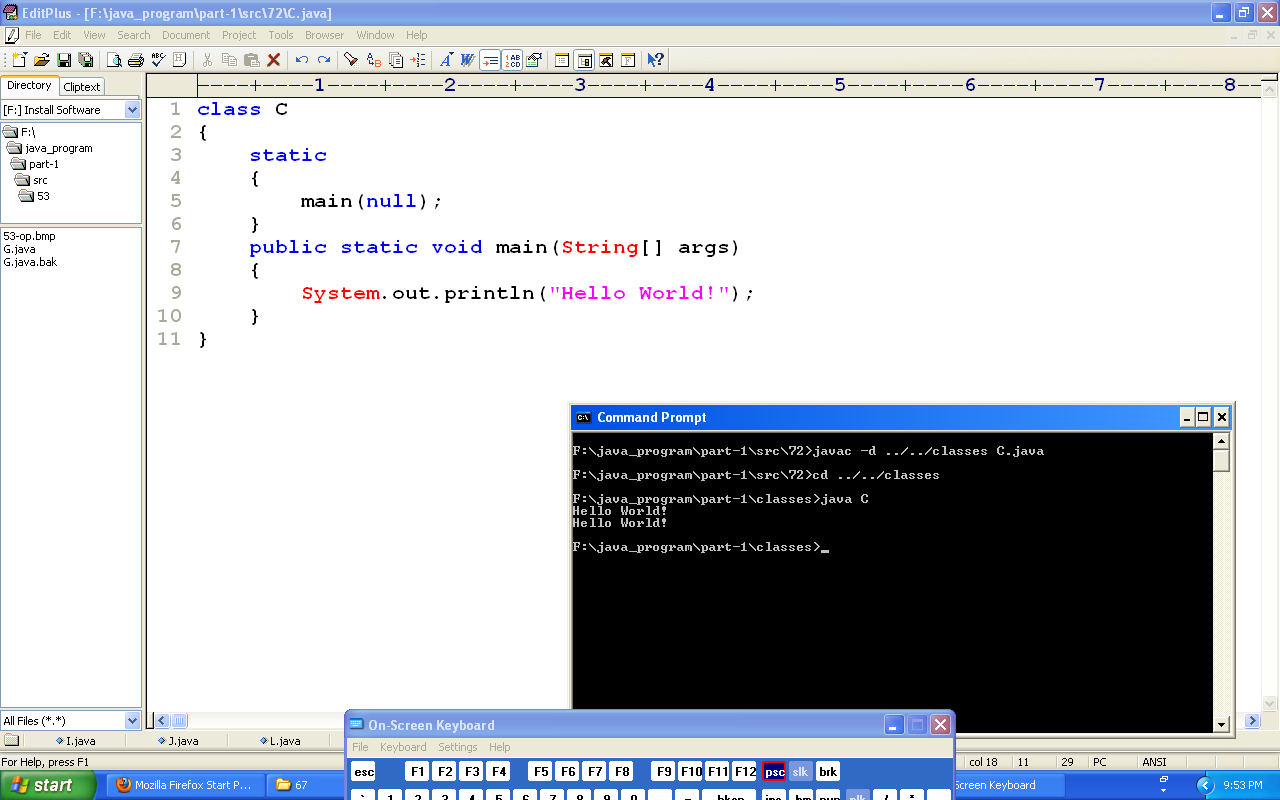 EditPlus - [F:\java_program\part-1\src\72\C.java]
File Edit View Search Document Project Tools Browser Window Help
Directory Cliptext
[F:] Install Software
F:\
java_program
part-1
src
53
53-op.bmp
G.java
G.java.bak
All Files (*.*)
----+----1----+----2----+----3----+----4----+----5----+----6----+----7----+----8--
1 class C
2 {
3 static
4 {
5 main(null);
6 }
7 public static void main(String[] args)
8 {
9 System.out.println("Hello World!");
10 }
11 }
Command Prompt
F:\java_program\part-1\src\72>javac -d ../../classes C.java
F:\java_program\part-1\src\72>cd ../../classes
F:\java_program\part-1\classes>java C
Hello World!
Hello World!
F:\java_program\part-1\classes>_
I.java J.java L.java
On-Screen Keyboard
File Keyboard Settings Help
esc F1 F2 F3 F4 F5 F6 F7 F8 F9 F10 F11 F12 psc slk brk
For Help, press F1
col 18 11 29 PC ANSI
start Mozilla Firefox Start P... 67 Screen Keyboard 9:53 PM